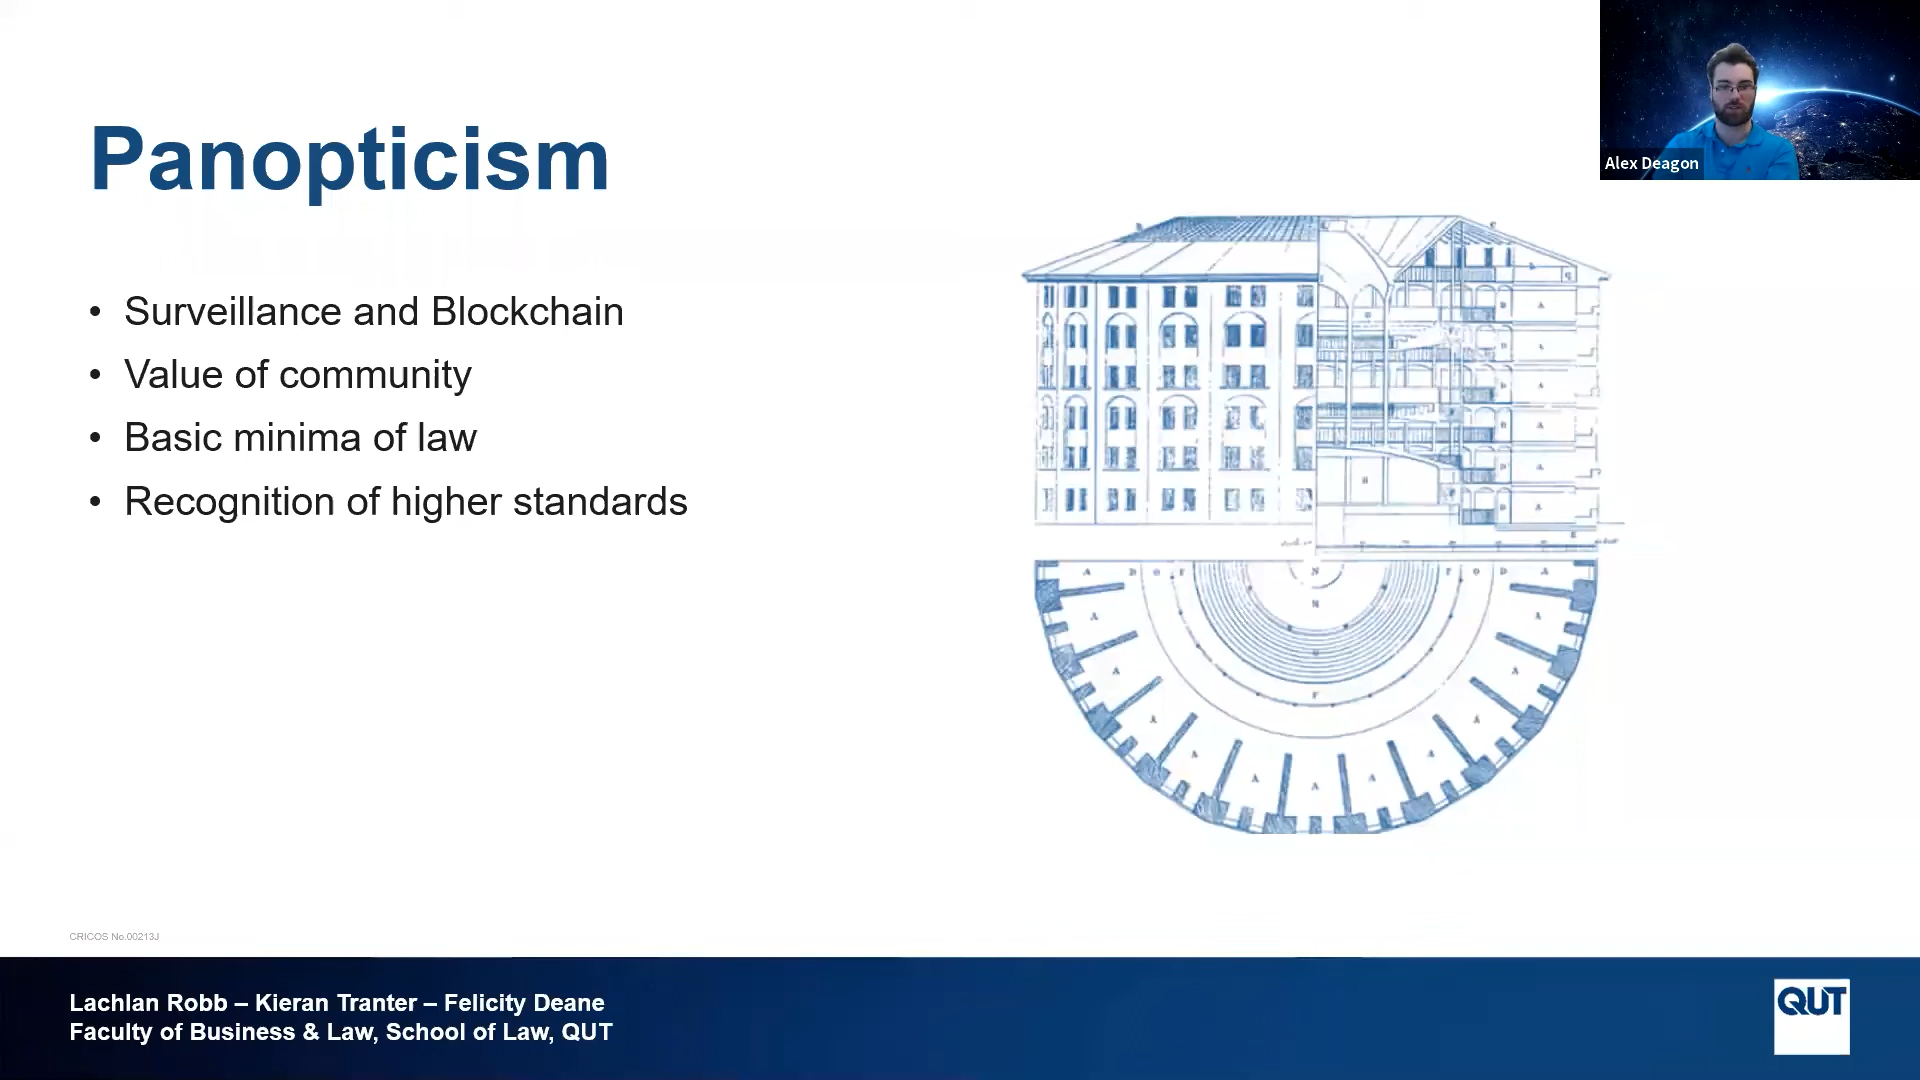 Panopticism
Alex Deagon
• Surveillance and Blockchain
• Value of community
• Basic minima of law
• Recognition of higher standards
CRICOS No.00213J
Lachlan Robb – Kieran Tranter – Felicity Deane
Faculty of Business & Law, School of Law, QUT
QUT